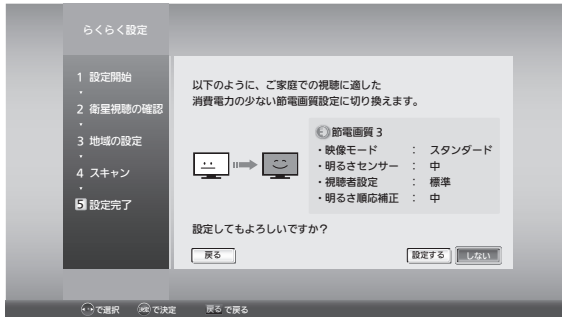 らくらく設定
1 設定開始
2 衛星視聴の確認
3 地域の設定
4 スキャン
5 設定完了
以下のように、ご家庭での視聴に適した
消費電力の少ない節電画質設定に切り換えます。
節電画質 3
・映像モード : スタンダード
・明るさセンサー : 中
・視聴者設定 : 標準
・明るさ順応補正 : 中
設定してもよろしいですか?
戻る 設定する しない
で選択 決定 で決定 戻る で戻る